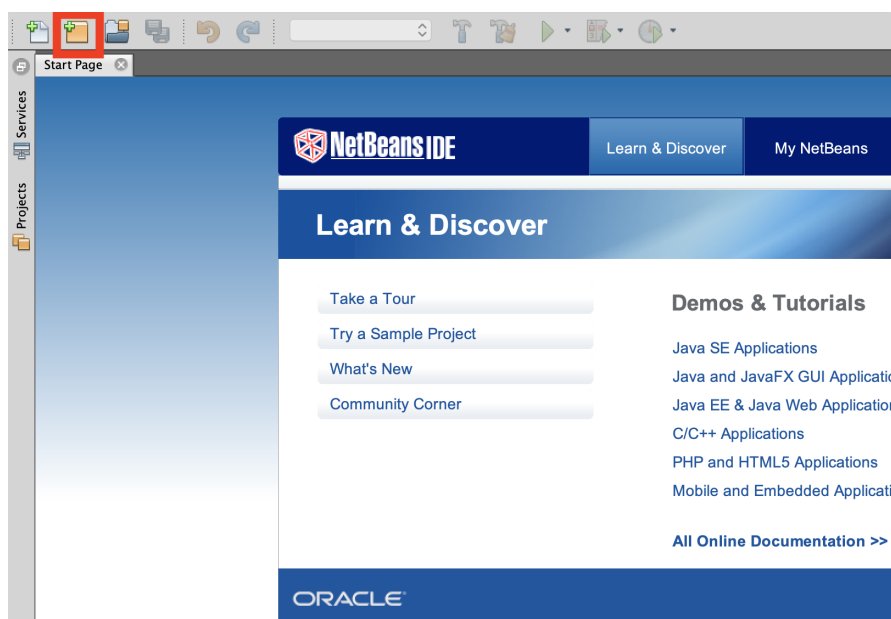 Start Page
Services
Projects
NetBeans IDE
Learn & Discover
My NetBeans
Learn & Discover
Take a Tour
Try a Sample Project
What's New
Community Corner
Demos & Tutorials
Java SE Applications
Java and JavaFX GUI Applicatio
Java EE & Java Web Application
C/C++ Applications
PHP and HTML5 Applications
Mobile and Embedded Applicati
All Online Documentation >>
ORACLE